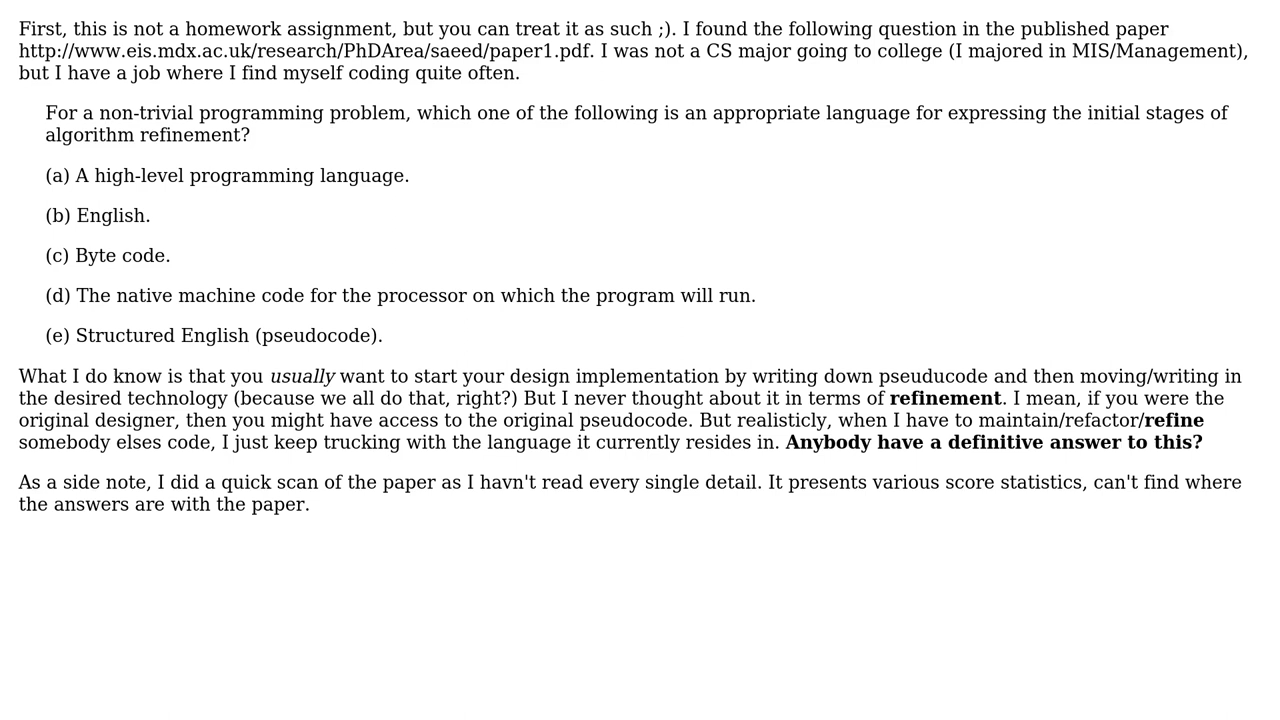 First, this is not a homework assignment, but you can treat it as such ;). I found the following question in the published paper
http://www.eis.mdx.ac.uk/research/PhDArea/saeed/paper1.pdf. I was not a CS major going to college (I majored in MIS/Management),
but I have a job where I find myself coding quite often.
For a non-trivial programming problem, which one of the following is an appropriate language for expressing the initial stages of
algorithm refinement?
(a) A high-level programming language.
(b) English.
(c) Byte code.
(d) The native machine code for the processor on which the program will run.
(e) Structured English (pseudocode).
What I do know is that you usually want to start your design implementation by writing down pseuducode and then moving/writing in
the desired technology (because we all do that, right?) But I never thought about it in terms of refinement. I mean, if you were the
original designer, then you might have access to the original pseudocode. But realisticly, when I have to maintain/refactor/refine
somebody elses code, I just keep trucking with the language it currently resides in. Anybody have a definitive answer to this?
As a side note, I did a quick scan of the paper as I havn't read every single detail. It presents various score statistics, can't find where
the answers are with the paper.